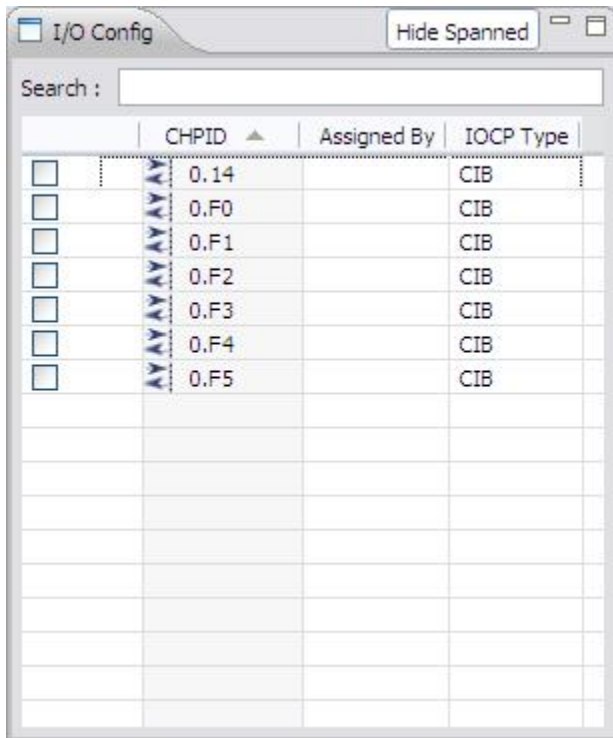 I/O Config Hide Spanned
Search :
CHPID Assigned By IOCP Type
0.14 CIB
0.F0 CIB
0.F1 CIB
0.F2 CIB
0.F3 CIB
0.F4 CIB
0.F5 CIB